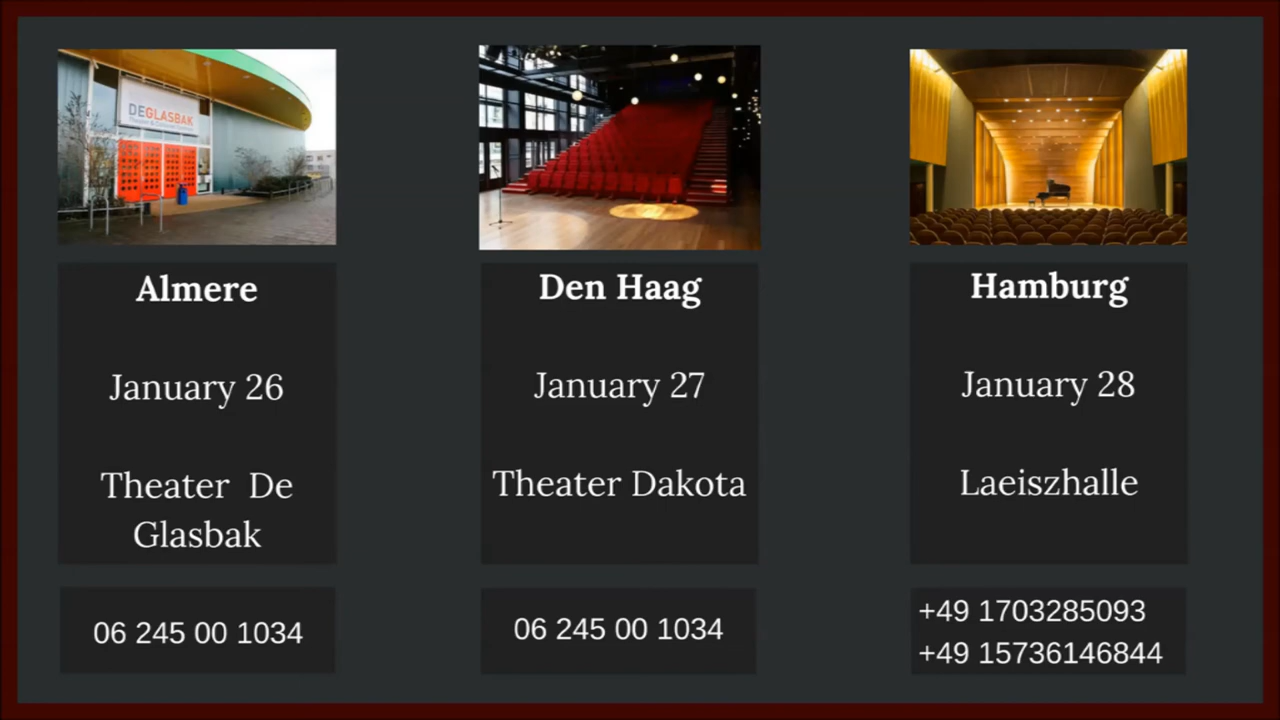 DEGLASBAK
Almere
January 26
Theater De
Glasbak
06 245 00 1034
Den Haag
January 27
Theater Dakota
06 245 00 1034
Hamburg
January 28
Laeiszhalle
+49 1703285093
+49 15736146844